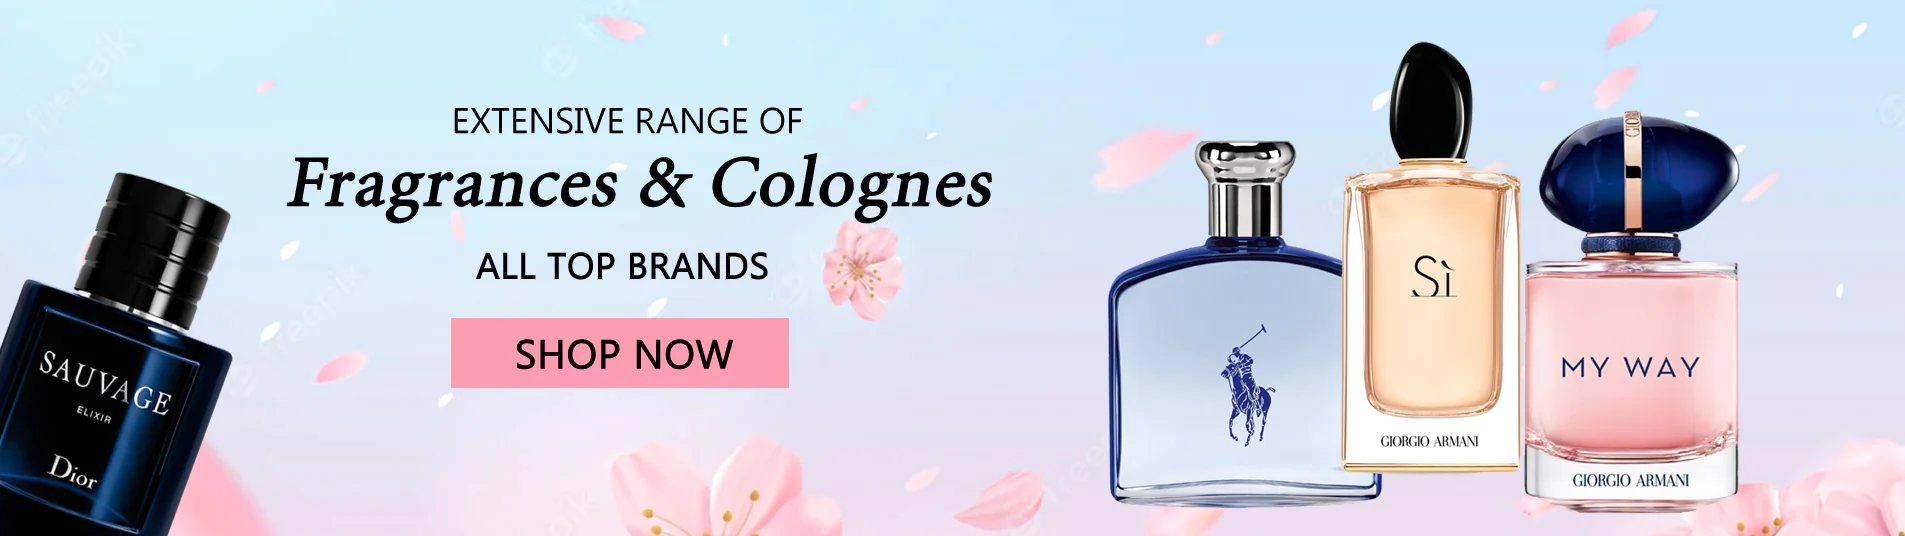 EXTENSIVE RANGE OF
Fragrances & Colognes
ALL TOP BRANDS
SHOP NOW
SAUVAGE
ELIXIR
Dior
Sì
GIORGIO ARMANI
MY WAY
GIORGIO ARMANI
freepik